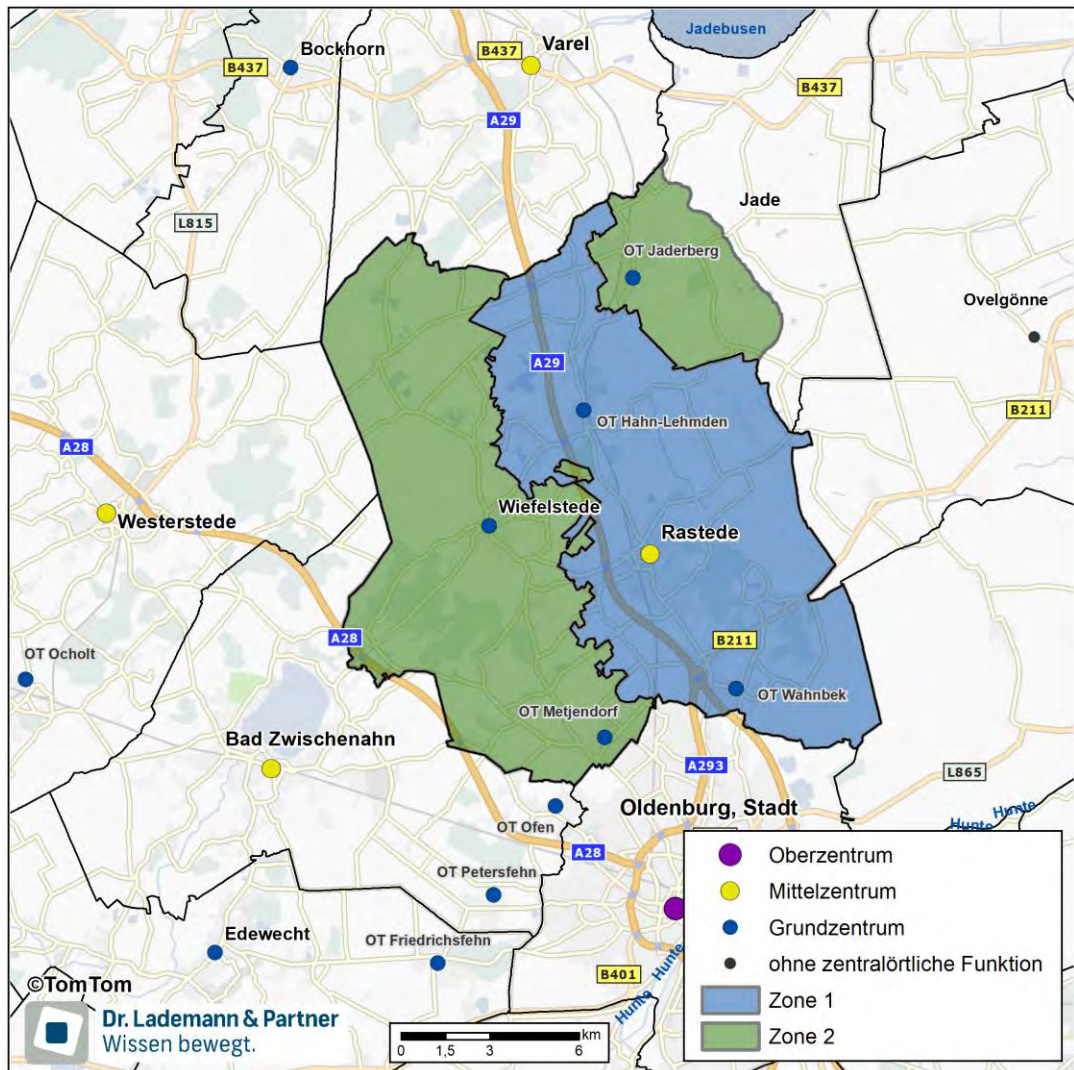 Jadebusen
Bockhorn
B437
Varel
B437
B437
A29
Jade
L815
OT Jaderberg
Ovelgönne
A29
B211
OT Hahn-Lehmden
A28
Westerstede
Wiefelstede
Rastede
A28
B211
OT Ocholt
OT Wahnbek
OT Metjendorf
Bad Zwischenahn
A293
L865
Oldenburg, Stadt
Hunte
Hunte
OT Ofen
A28
OT Petersfehn
Edewecht
OT Friedrichsfehn
B401
Hunte
Hunte
Oberzentrum
Mittelzentrum
Grundzentrum
ohne zentralörtliche Funktion
Zone 1
Zone 2
©TomTom
Dr. Lademann & Partner
Wissen bewegt.
km
0 1,5 3 6